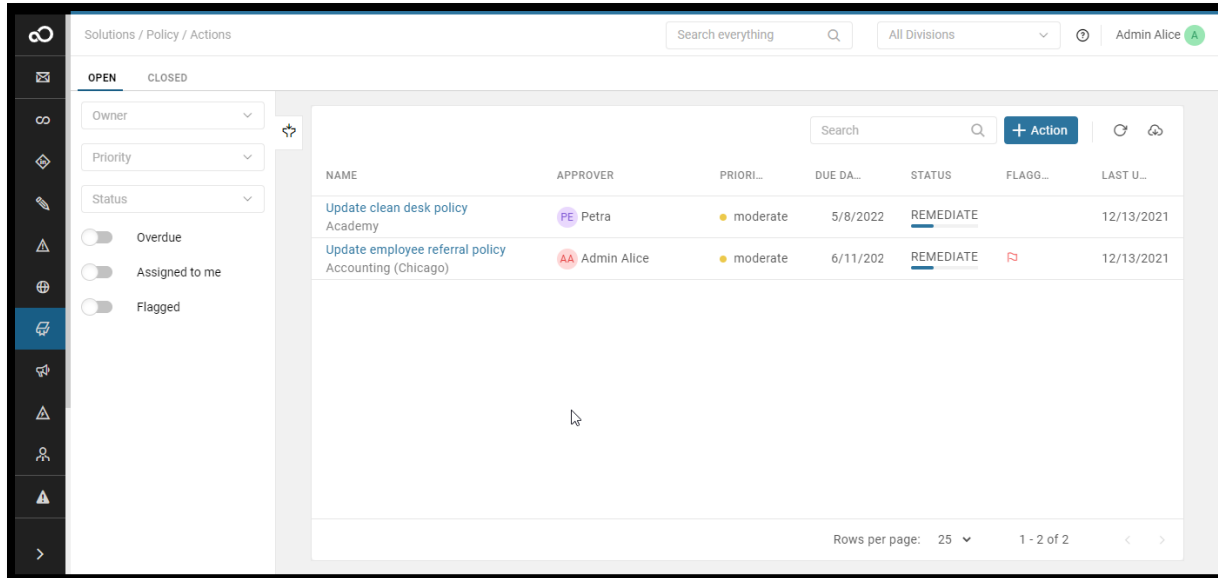 Solutions / Policy / Actions
Search everything
All Divisions
Admin Alice A
OPEN CLOSED
Owner
Priority
Status
Overdue
Assigned to me
Flagged
Search
+ Action
NAME APPROVER PRIORI... DUE DA... STATUS FLAGG... LAST U...
Update clean desk policy
Academy
PE Petra moderate 5/8/2022 REMEDIATE 12/13/2021
Update employee referral policy
Accounting (Chicago)
AA Admin Alice moderate 6/11/202 REMEDIATE 12/13/2021
Rows per page: 25 1 - 2 of 2